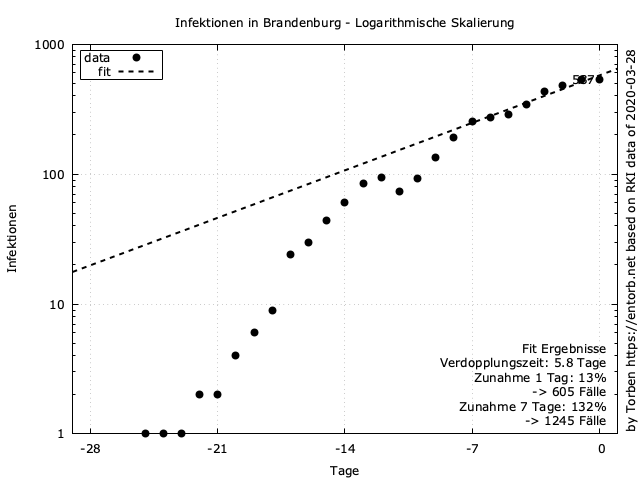 Infektionen in Brandenburg - Logarithmische Skalierung
1000
100
10
1
-28
-21
-14
-7
0
Infektionen
Tage
data
fit
537
Fit Ergebnisse
Verdopplungszeit: 5.8 Tage
Zunahme 1 Tag: 13%
-> 605 Fälle
Zunahme 7 Tage: 132%
-> 1245 Fälle
by Torben https://entorb.net based on RKI data of 2020-03-28